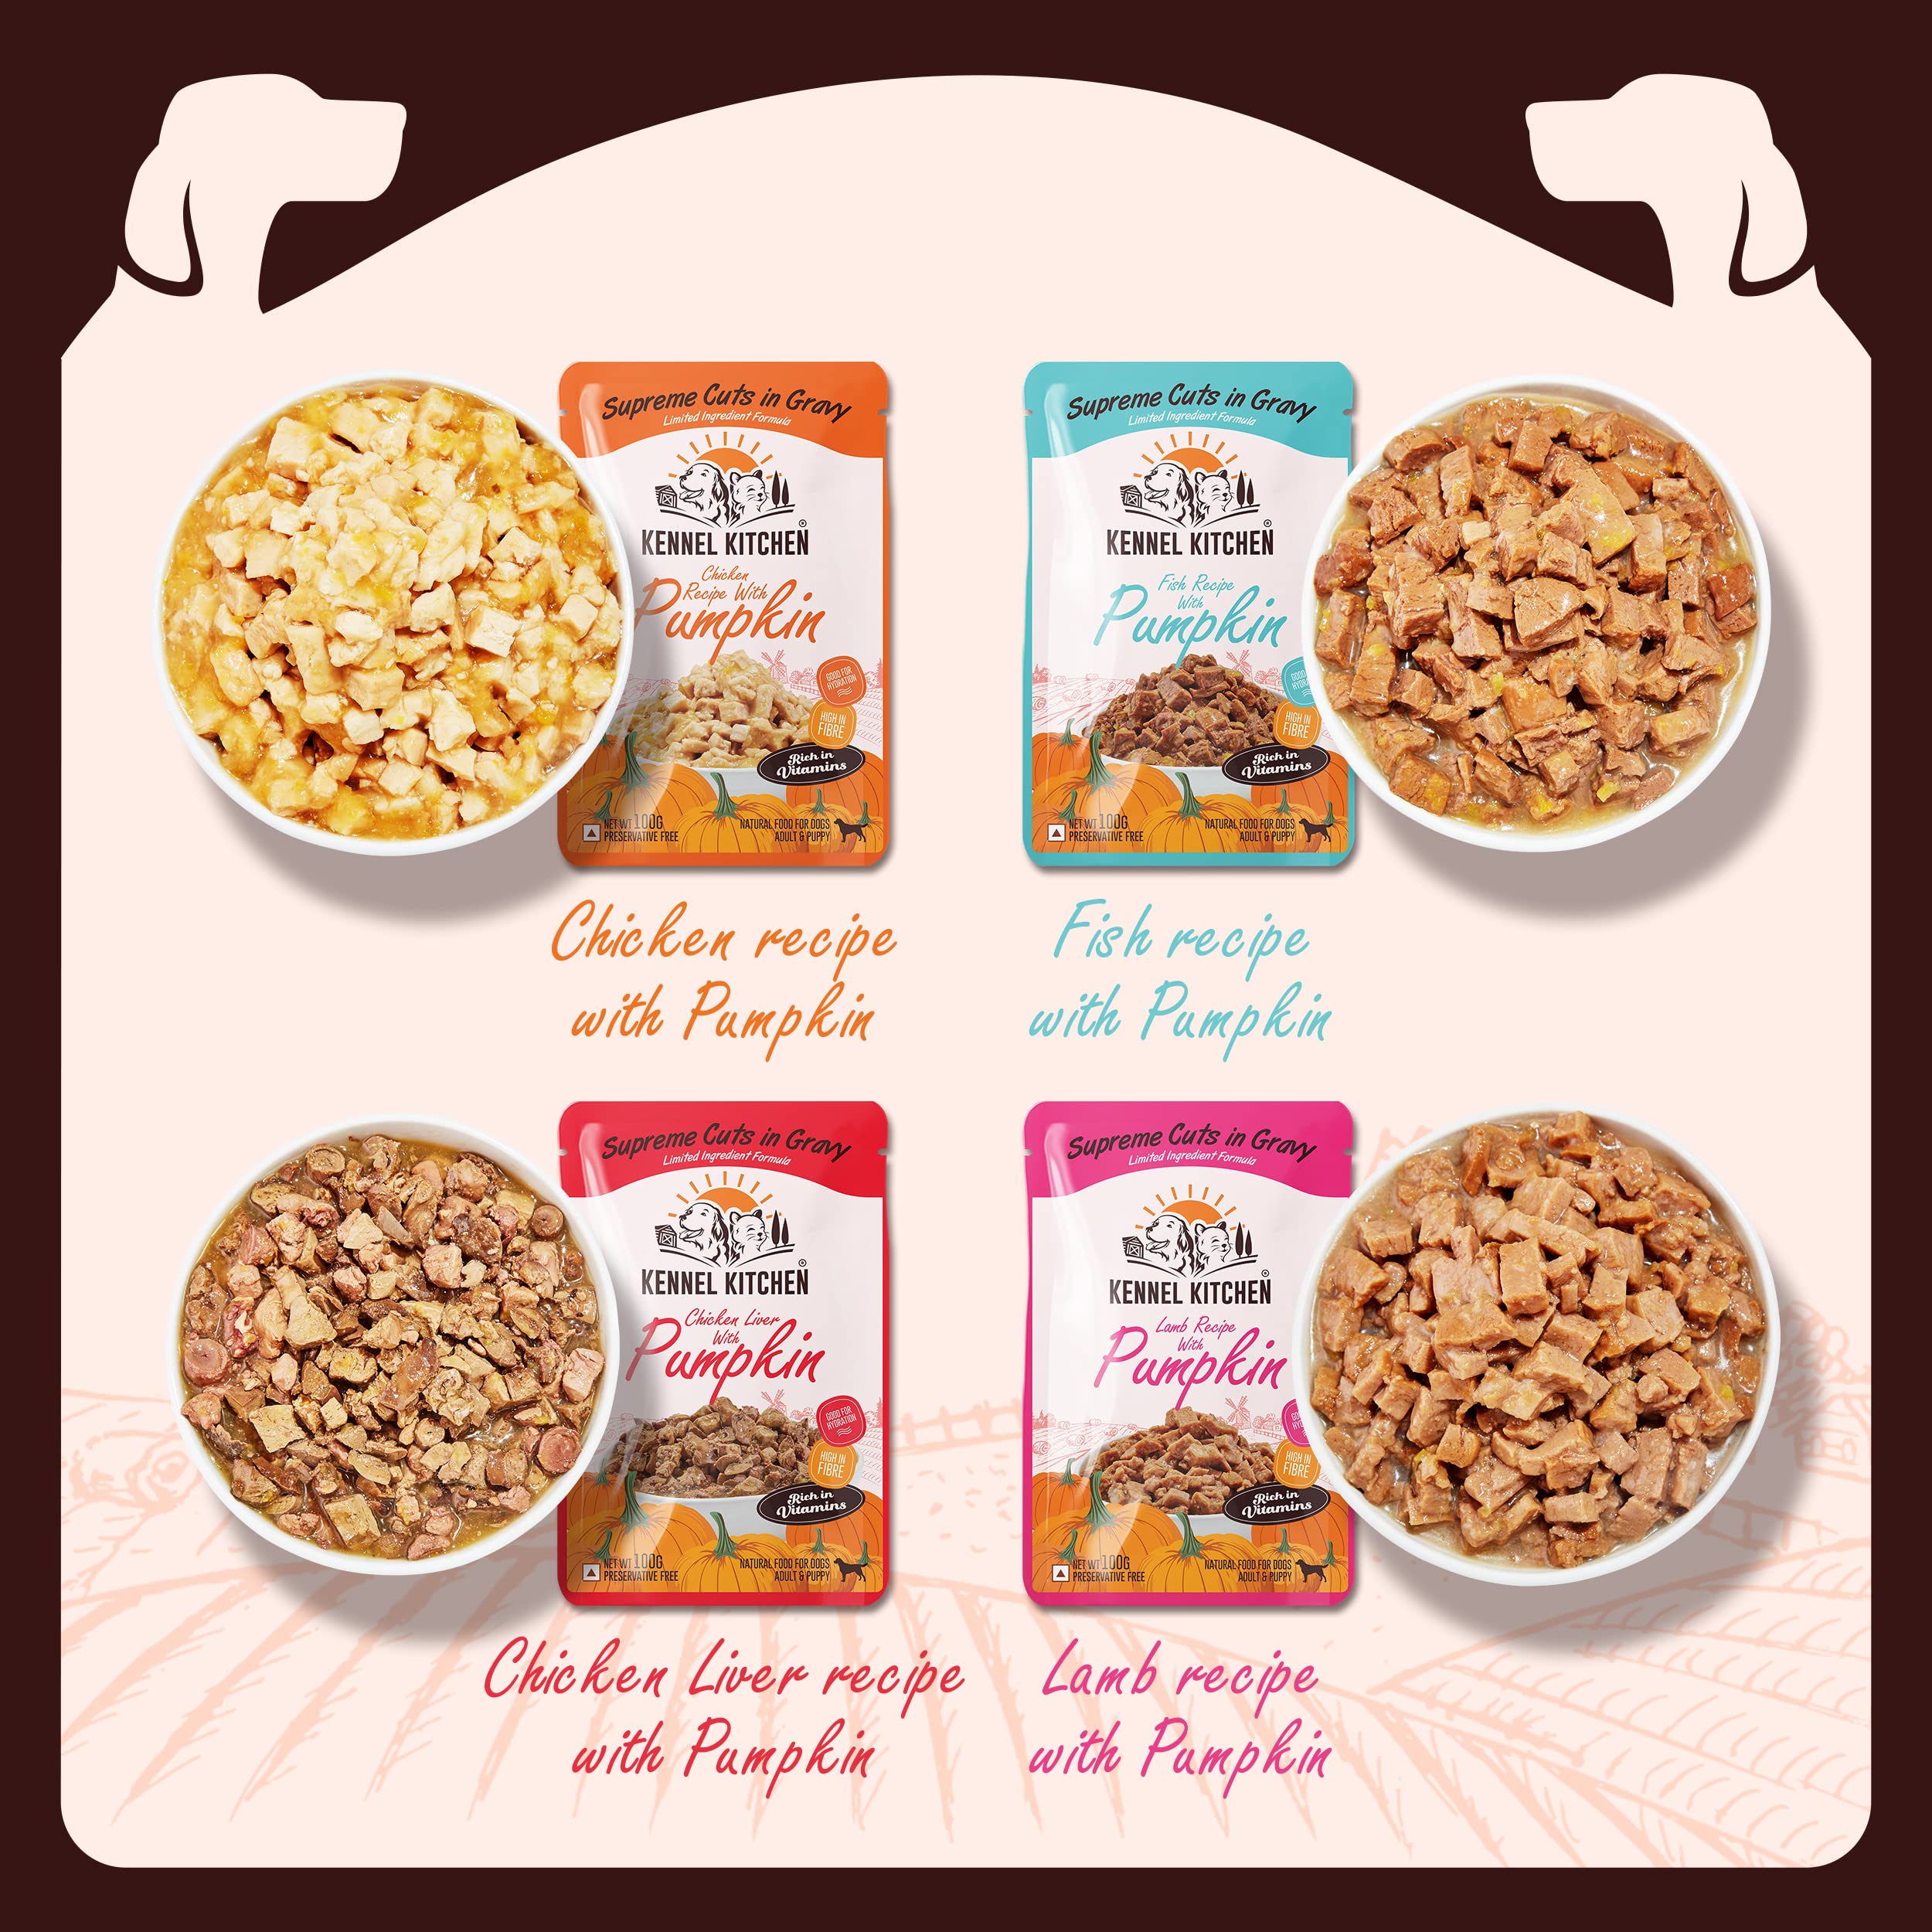 Supreme Cuts in Gravy
Limited Ingredient Formula
KENNEL KITCHEN®
Chicken
Recipe With
Pumpkin
GOOD FOR
HYDRATION
HIGH IN
FIBRE
Rich in
Vitamins
NET WT 100G
PRESERVATIVE FREE
NATURAL FOOD FOR DOGS
ADULT & PUPPY
Chicken recipe
with Pumpkin
Supreme Cuts in Gravy
Limited Ingredient Formula
KENNEL KITCHEN®
Fish Recipe
With
Pumpkin
HIGH IN
FIBRE
Rich in
Vitamins
NET WT 100G
PRESERVATIVE FREE
NATURAL FOOD FOR DOGS
ADULT & PUPPY
Fish recipe
with Pumpkin
Supreme Cuts in Gravy
Limited Ingredient Formula
KENNEL KITCHEN®
Chicken Liver
With
Pumpkin
GOOD FOR
HYDRATION
HIGH IN
FIBRE
Rich in
Vitamins
NET WT 100G
PRESERVATIVE FREE
NATURAL FOOD FOR DOGS
ADULT & PUPPY
Chicken Liver recipe
with Pumpkin
Supreme Cuts in Gravy
Limited Ingredient Formula
KENNEL KITCHEN®
Lamb Recipe
With
Pumpkin
HIGH IN
FIBRE
Rich in
Vitamins
NET WT 100G
PRESERVATIVE FREE
NATURAL FOOD FOR DOGS
ADULT & PUPPY
Lamb recipe
with Pumpkin